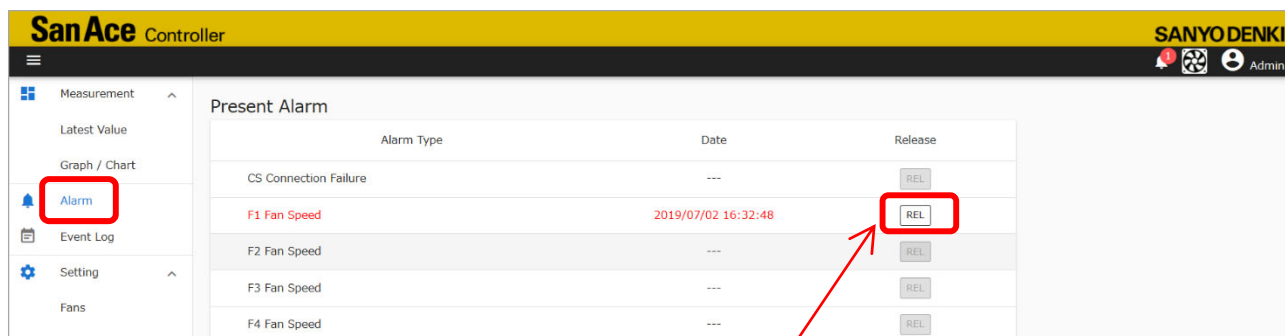 San Ace Controller
SANYO DENKI
1
Admin
Measurement
Latest Value
Graph / Chart
Alarm
Event Log
Setting
Fans
Present Alarm
Alarm Type Date Release
CS Connection Failure --- REL
F1 Fan Speed 2019/07/02 16:32:48 REL
F2 Fan Speed --- REL
F3 Fan Speed --- REL
F4 Fan Speed --- REL